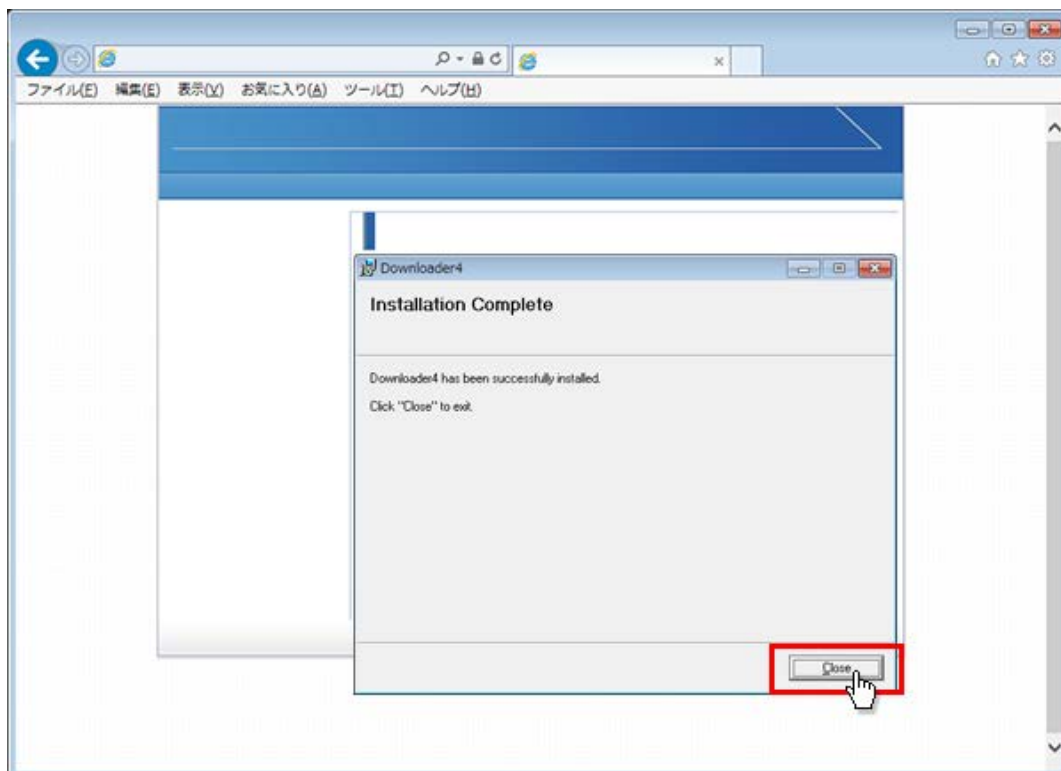 ファイル(F) 編集(E) 表示(V) お気に入り(A) ツール(T) ヘルプ(H)
Downloader4
Installation Complete
Downloader4 has been successfully installed.
Click "Close" to exit.
Close